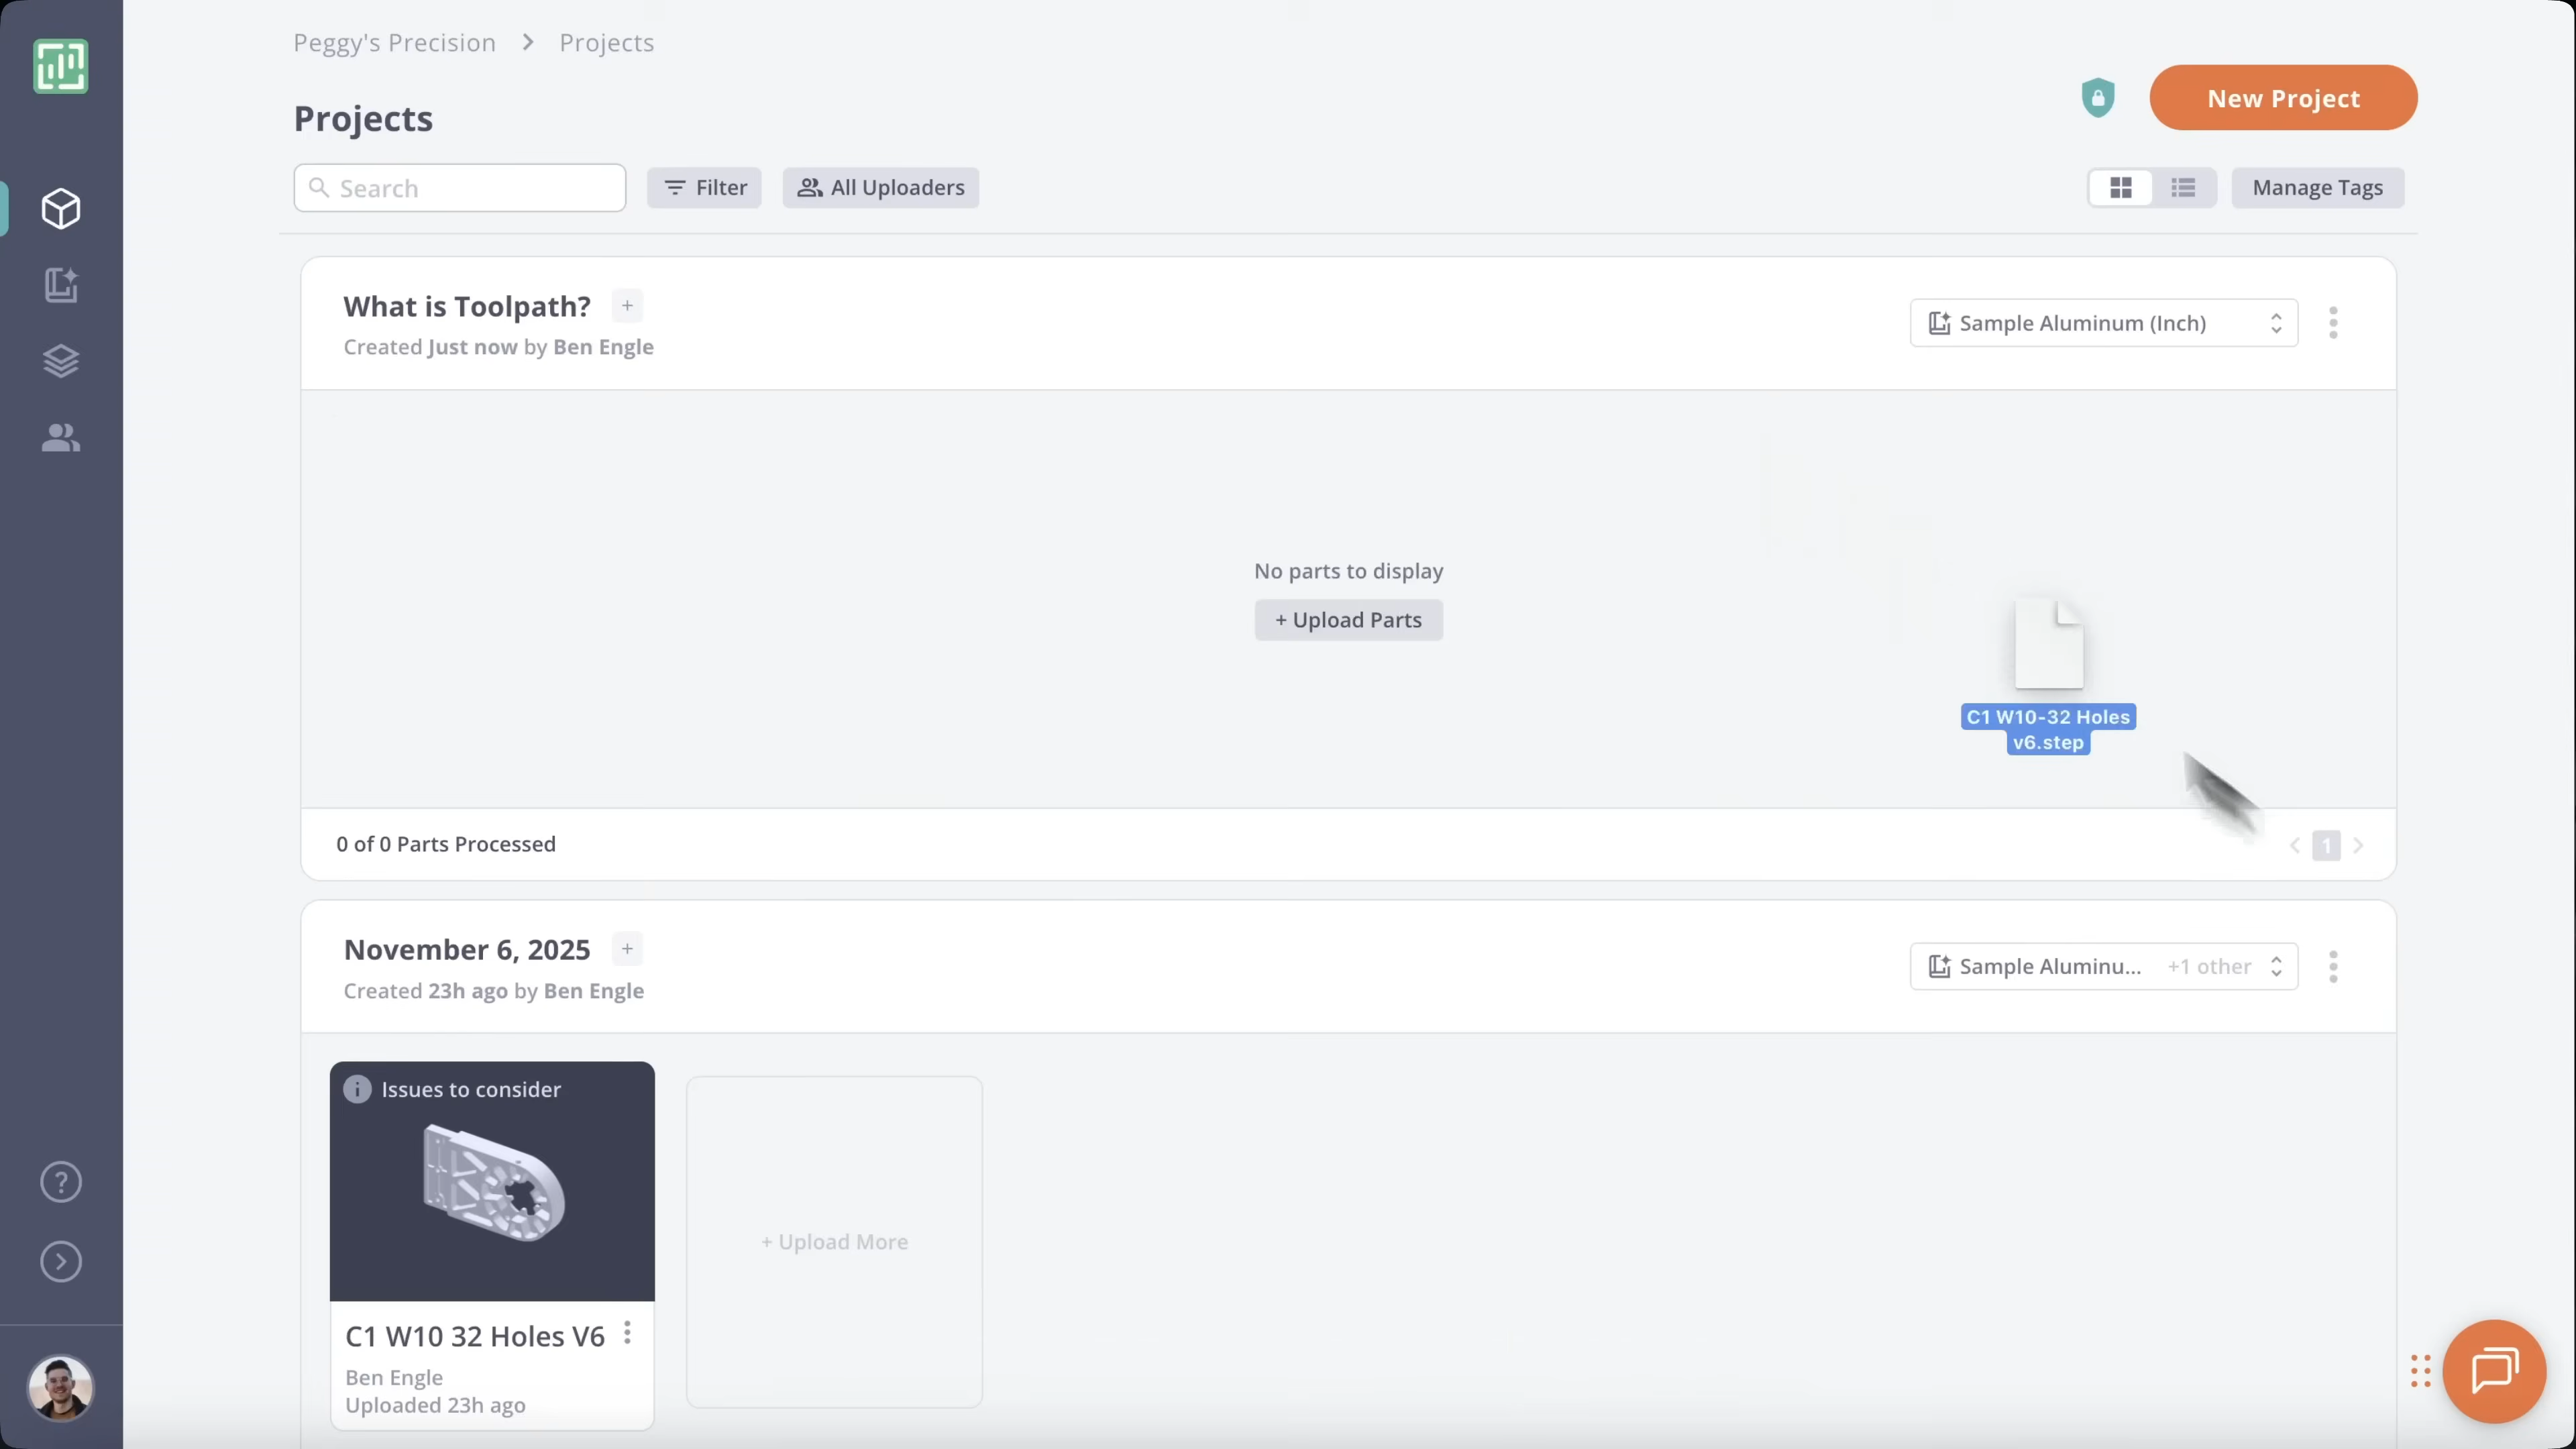 Peggy's Precision > Projects
Projects
New Project
Search
Filter
All Uploaders
Manage Tags
What is Toolpath? +
Created Just now by Ben Engle
Sample Aluminum (Inch)
No parts to display
+ Upload Parts
C1 W10-32 Holes
v6.step
0 of 0 Parts Processed
< 1 >
November 6, 2025 +
Created 23h ago by Ben Engle
Sample Aluminu... +1 other
i Issues to consider
+ Upload More
C1 W10 32 Holes V6
Ben Engle
Uploaded 23h ago
?